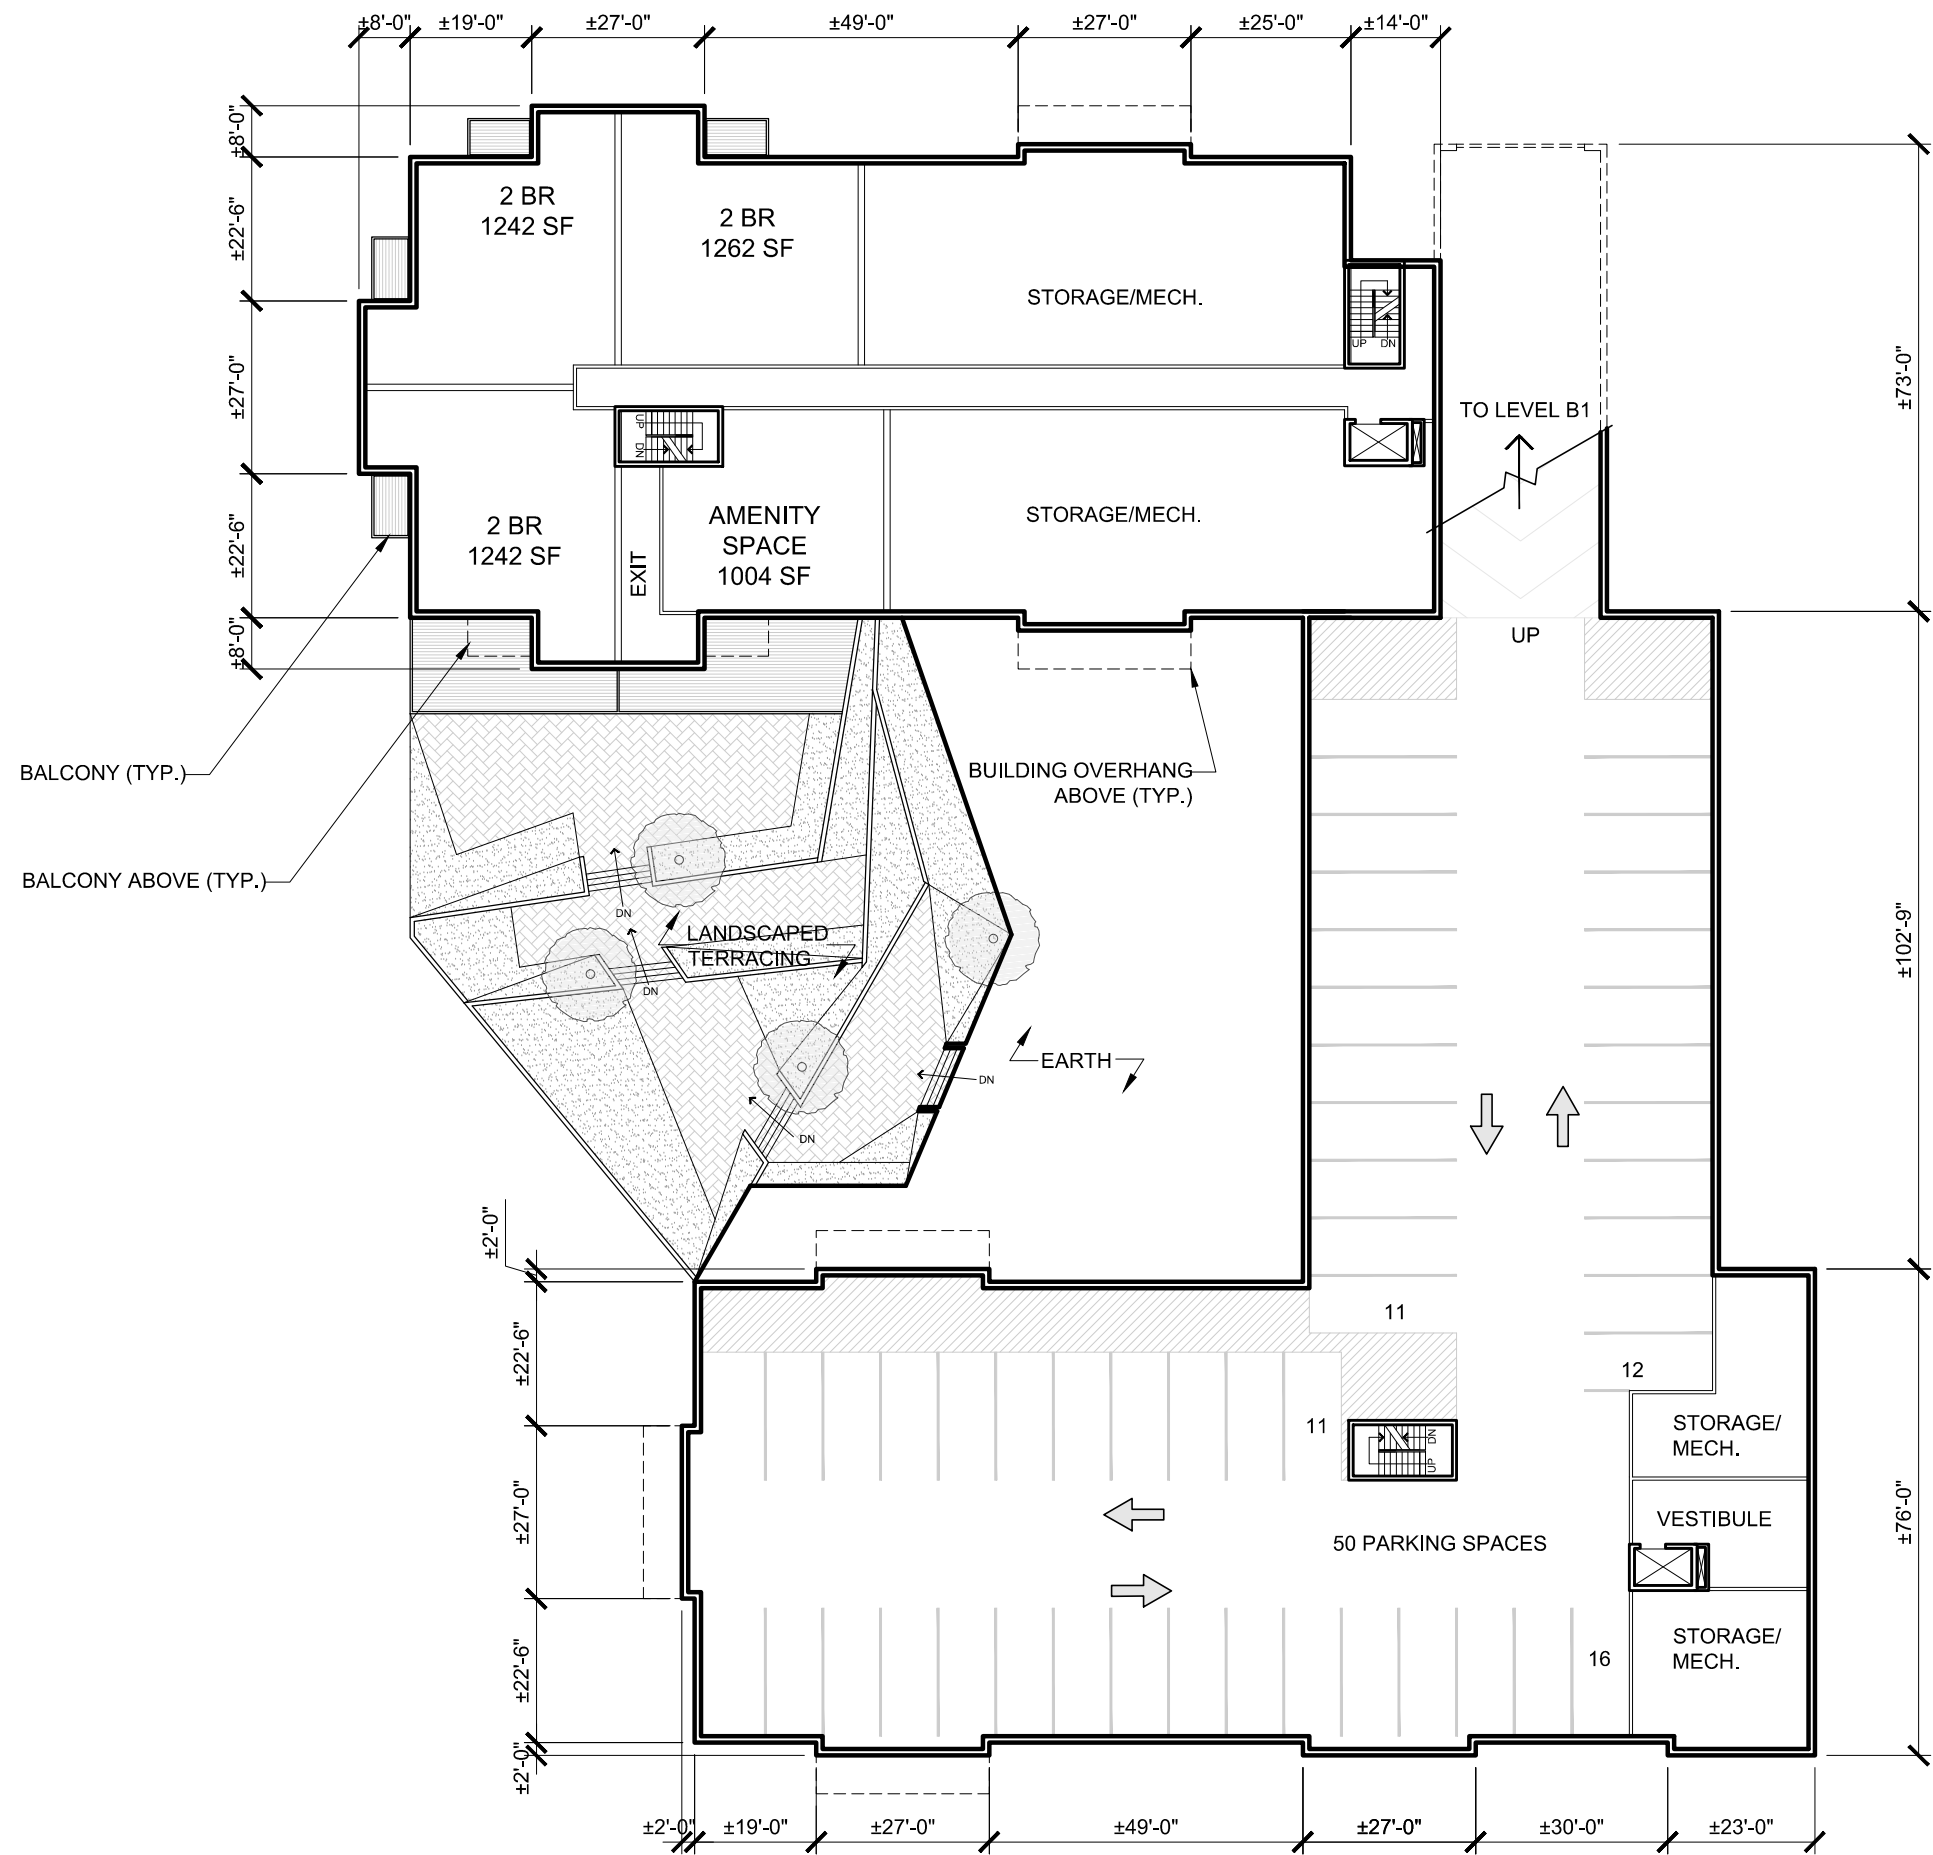 ±8'-0"
±19'-0"
±27'-0"
±49'-0"
±27'-0"
±25'-0"
±14'-0"
±8'-0"
±22'-6"
±27'-0"
±22'-6"
±8'-0"
2 BR
1242 SF
2 BR
1262 SF
STORAGE/MECH.
UP
DN
±73'-0"
TO LEVEL B1
UP
DN
2 BR
1242 SF
EXIT
AMENITY
SPACE
1004 SF
STORAGE/MECH.
UP
BALCONY (TYP.)
BUILDING OVERHANG
ABOVE (TYP.)
BALCONY ABOVE (TYP.)
DN
LANDSCAPED
TERRACING
DN
±102'-9"
EARTH
DN
DN
±2'-0"
±22'-6"
±27'-0"
±22'-6"
±2'-0"
11
12
11
DN
UP
STORAGE/
MECH.
VESTIBULE
50 PARKING SPACES
±76'-0"
STORAGE/
MECH.
16
±2'-0"
±19'-0"
±27'-0"
±49'-0"
±27'-0"
±30'-0"
±23'-0"